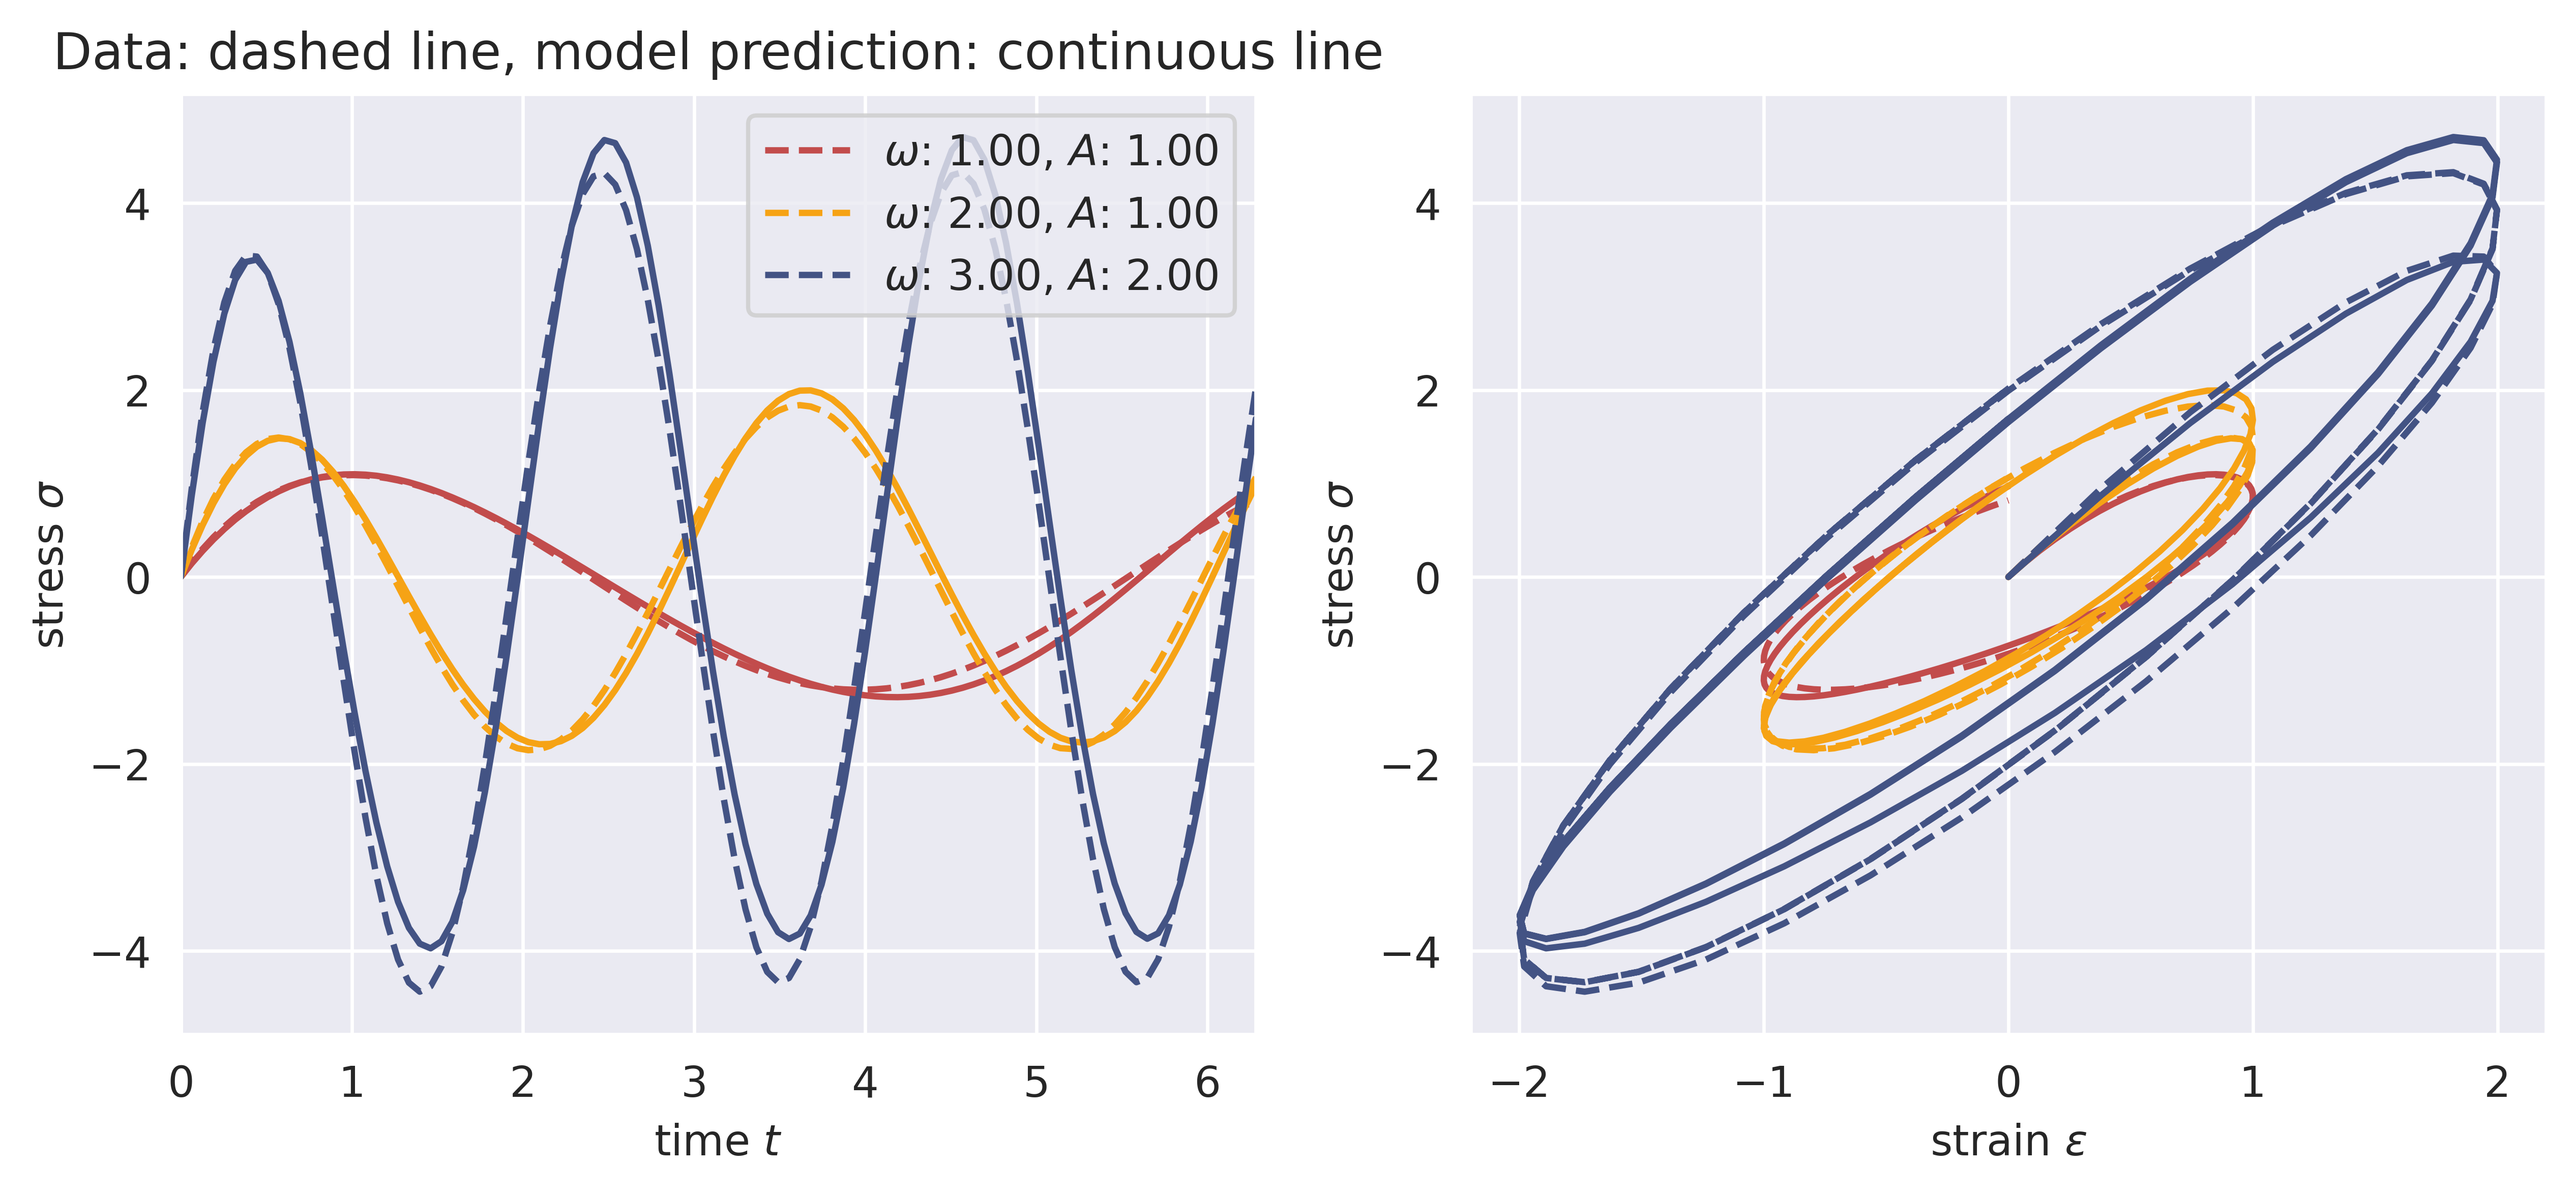 Data: dashed line, model prediction: continuous line
ω: 1.00, A: 1.00
ω: 2.00, A: 1.00
ω: 3.00, A: 2.00
stress σ
4
2
0
−2
−4
0 1 2 3 4 5 6
time t
stress σ
4
2
0
−2
−4
−2 −1 0 1 2
strain ε